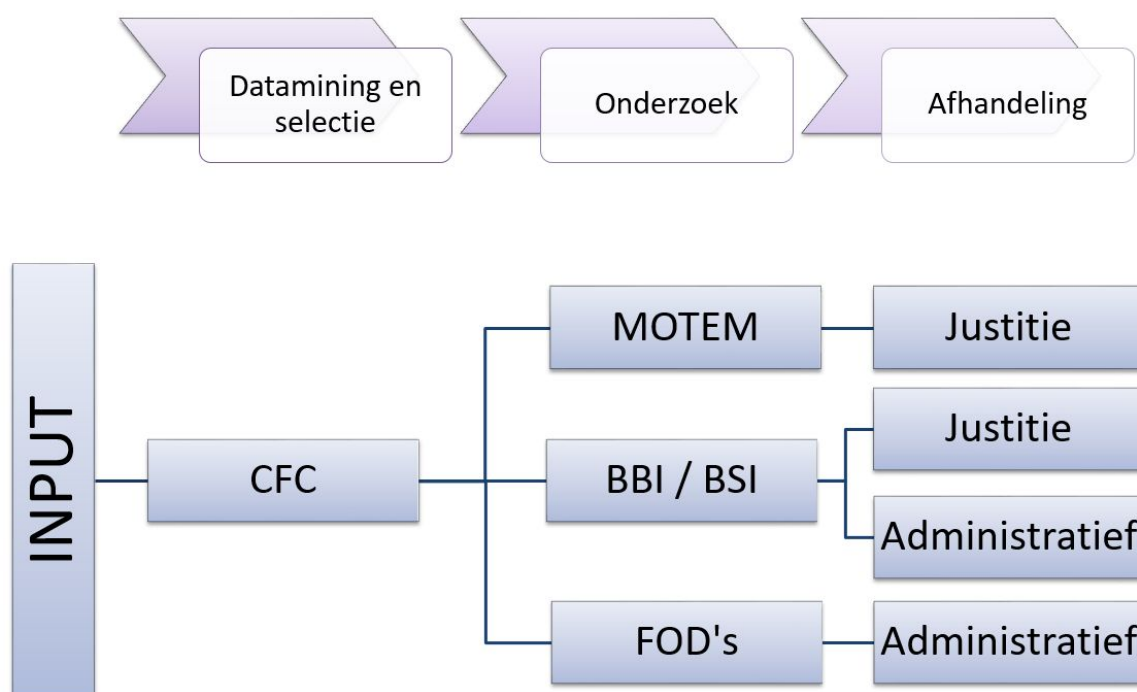 Datamining en
selectie
Onderzoek
Afhandeling
INPUT
CFC
MOTEM
Justitie
BBI / BSI
Justitie
Administratief
FOD's
Administratief